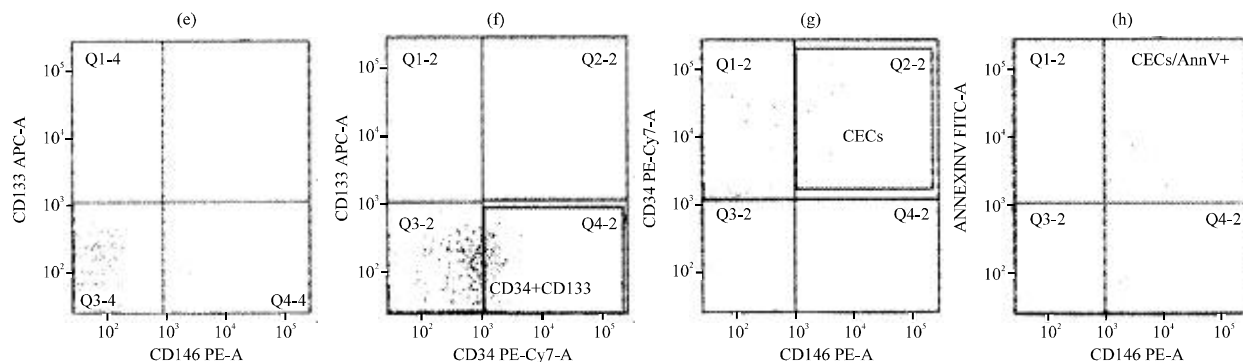 (e)
CD133 APC-A
10⁵
10⁴
10³
10²
Q1-4
Q3-4
Q4-4
10² 10³ 10⁴ 10⁵
CD146 PE-A
(f)
CD133 APC-A
10⁵
10⁴
10³
10²
Q1-2 Q2-2
Q3-2 Q4-2
CD34+CD133
10² 10³ 10⁴ 10⁵
CD34 PE-Cy7-A
(g)
CD34 PE-Cy7-A
10⁵
10⁴
10³
10²
Q1-2 Q2-2
CECs
Q3-2 Q4-2
10² 10³ 10⁴ 10⁵
CD146 PE-A
(h)
ANNEXINV FITC-A
10⁵
10⁴
10³
10²
Q1-2 CECs/AnnV+
Q3-2 Q4-2
10² 10³ 10⁴ 10⁵
CD146 PE-A